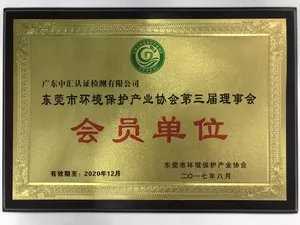 广东中汇认证检测有限公司
东莞市环境保护产业协会第三届理事会
会员单位
东莞市环境保护产业协会
有效期至：2020年12月
二〇一七年八月